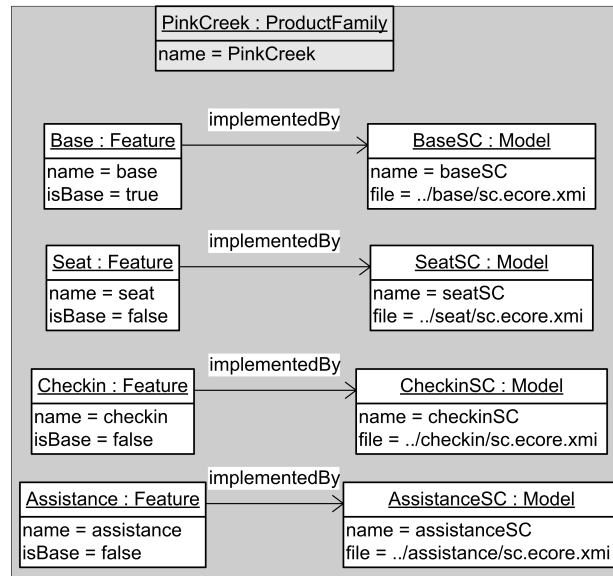 PinkCreek : ProductFamily
name = PinkCreek
implementedBy
Base : Feature
name = base
isBase = true
BaseSC : Model
name = baseSC
file = ../base/sc.ecore.xmi
implementedBy
Seat : Feature
name = seat
isBase = false
SeatSC : Model
name = seatSC
file = ../seat/sc.ecore.xmi
implementedBy
Checkin : Feature
name = checkin
isBase = false
CheckinSC : Model
name = checkinSC
file = ../checkin/sc.ecore.xmi
implementedBy
Assistance : Feature
name = assistance
isBase = false
AssistanceSC : Model
name = assistanceSC
file = ../assistance/sc.ecore.xmi